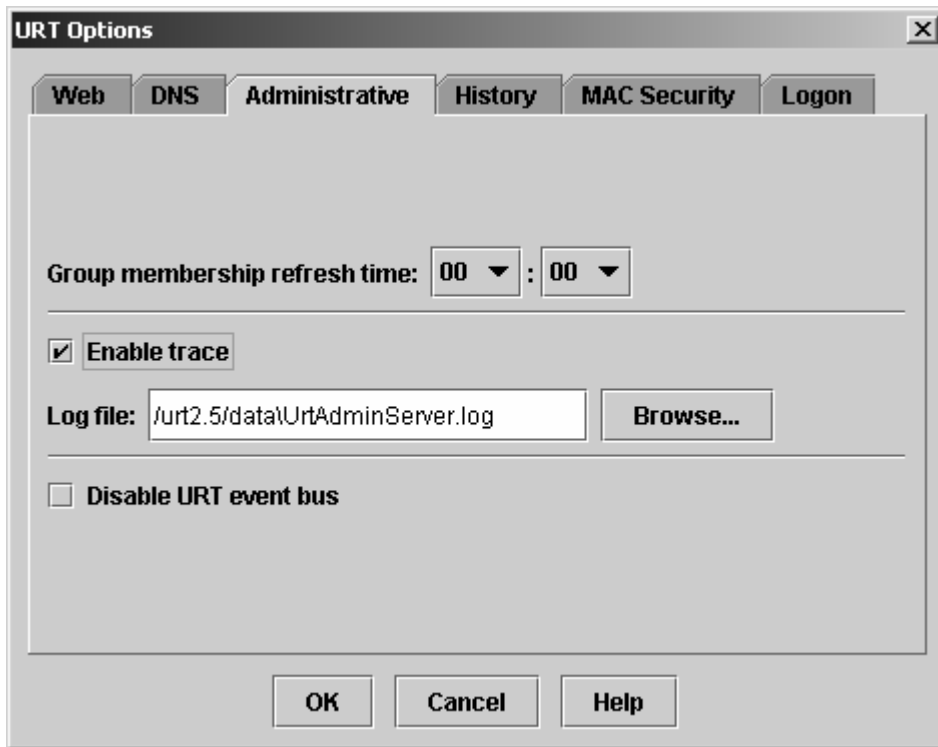 URT Options
Web DNS Administrative History MAC Security Logon
Group membership refresh time: 00 : 00
Enable trace
Log file: /urt2.5/data\UrtAdminServer.log Browse...
Disable URT event bus
OK Cancel Help